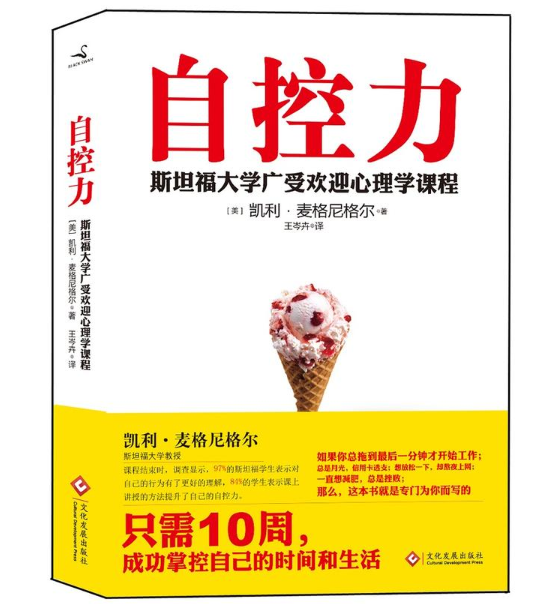 BLACK SWAN
自控力
斯坦福大学广受欢迎心理学课程
[美] 凯利·麦格尼格尔 著
王岑卉 译
自控力
斯坦福大学广受欢迎心理学课程
[美] 凯利·麦格尼格尔 著 王岑卉 译
文化发展出版社
Cultural Development Press
凯利·麦格尼格尔
斯坦福大学教授
课程结束时，调查显示，97%的斯坦福学生表示对
自己的行为有了更好的理解，84%的学生表示课上
讲授的方法提升了自己的自控力。
如果你总拖到最后一分钟才开始工作；
总是月光，信用卡透支；想放松一下，却熬夜上网；
一直想减肥，总是挫败；
那么，这本书就是专门为你而写的
只需10周，
成功掌控自己的时间和生活
文化发展出版社
Cultural Development Press